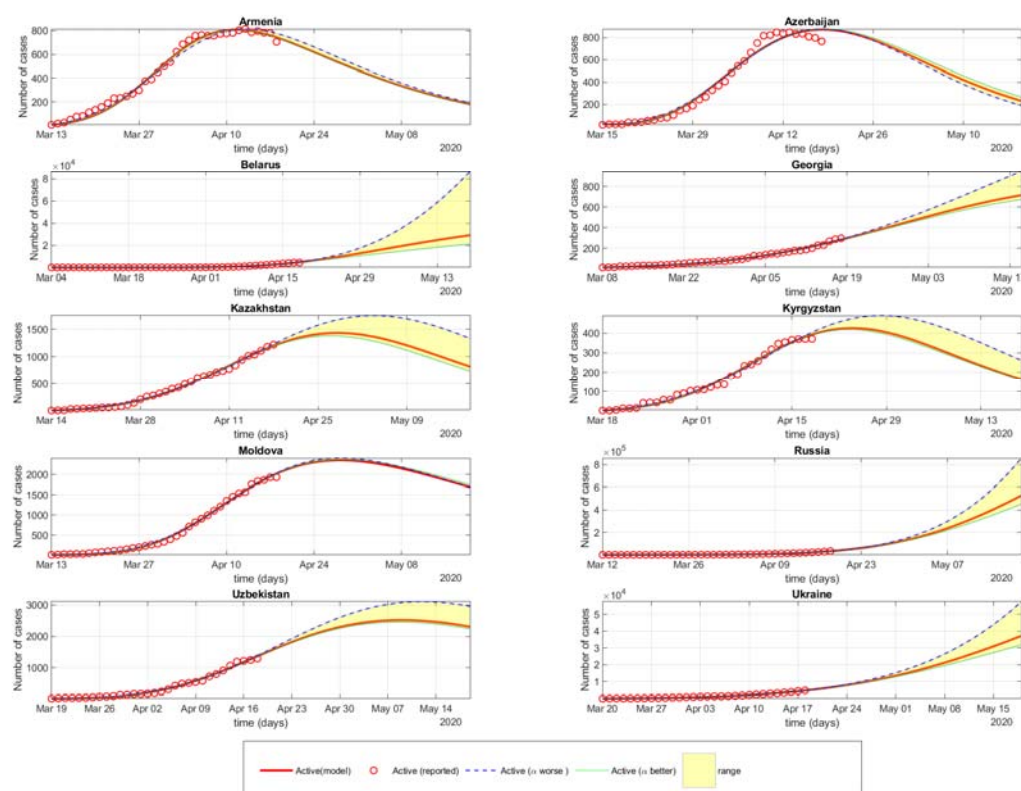 Armenia
Number of cases
800
600
400
200
Mar 13 Mar 27 Apr 10 Apr 24 May 08
time (days)
2020
Azerbaijan
Number of cases
800
600
400
200
Mar 15 Mar 29 Apr 12 Apr 26 May 10
time (days)
2020
Belarus
×10⁴
Number of cases
8
6
4
2
Mar 04 Mar 18 Apr 01 Apr 15 Apr 29 May 13
time (days)
2020
Georgia
Number of cases
800
600
400
200
Mar 08 Mar 22 Apr 05 Apr 19 May 03 May 1
time (days)
2020
Kazakhstan
Number of cases
1500
1000
500
Mar 14 Mar 28 Apr 11 Apr 25 May 09
time (days)
2020
Kyrgyzstan
Number of cases
400
300
200
100
Mar 18 Apr 01 Apr 15 Apr 29 May 13
time (days)
2020
Moldova
Number of cases
2000
1500
1000
500
Mar 13 Mar 27 Apr 10 Apr 24 May 08
time (days)
2020
Russia
×10⁵
Number of cases
8
6
4
2
Mar 12 Mar 26 Apr 09 Apr 23 May 07
time (days)
2020
Uzbekistan
Number of cases
3000
2000
1000
Mar 19 Mar 26 Apr 02 Apr 09 Apr 16 Apr 23 Apr 30 May 07 May 14
time (days)
2020
Ukraine
×10⁴
Number of cases
5
4
3
2
1
Mar 20 Mar 27 Apr 03 Apr 10 Apr 17 Apr 24 May 01 May 08 May 15
time (days)
2020
Active(model) Active (reported) Active (α worse ) Active (α better) range